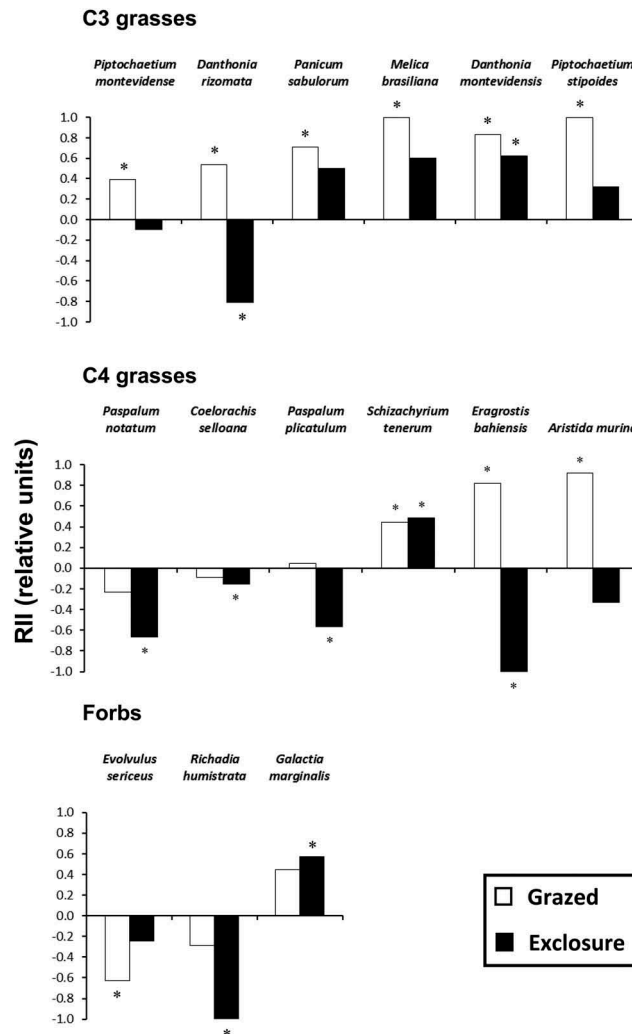 C3 grasses
Piptochaetium Danthonia Panicum Melica Danthonia Piptochaetium
montevidense rizomata sabulorum brasiliana montevidensis stipoides
1.0
0.8
0.6
0.4
0.2
0.0
-0.2
-0.4
-0.6
-0.8
-1.0
* * * * * * * *
C4 grasses
Paspalum Coelorachis Paspalum Schizachyrium Eragrostis
notatum selloana plicatulum tenerum bahiensis Aristida murina
1.0
0.8
0.6
0.4
0.2
0.0
-0.2
-0.4
-0.6
-0.8
-1.0
* * * * * * * *
RII (relative units)
Forbs
Evolvulus Richadia Galactia
sericeus humistrata marginalis
1.0
0.8
0.6
0.4
0.2
0.0
-0.2
-0.4
-0.6
-0.8
-1.0
* * *
Grazed
Exclosure